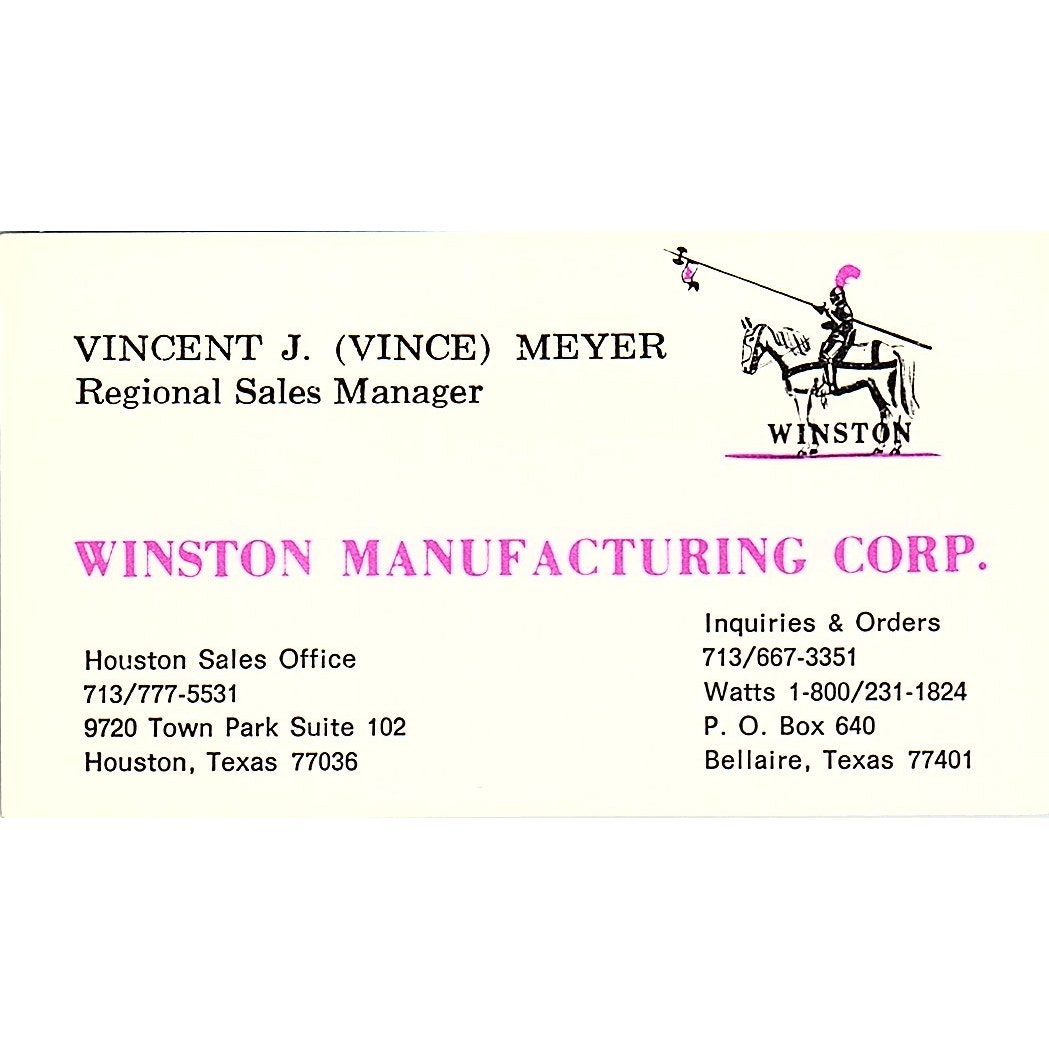 VINCENT J. (VINCE) MEYER
Regional Sales Manager
WINSTON
WINSTON MANUFACTURING CORP.
Houston Sales Office
713/777-5531
9720 Town Park Suite 102
Houston, Texas 77036
Inquiries & Orders
713/667-3351
Watts 1-800/231-1824
P. O. Box 640
Bellaire, Texas 77401